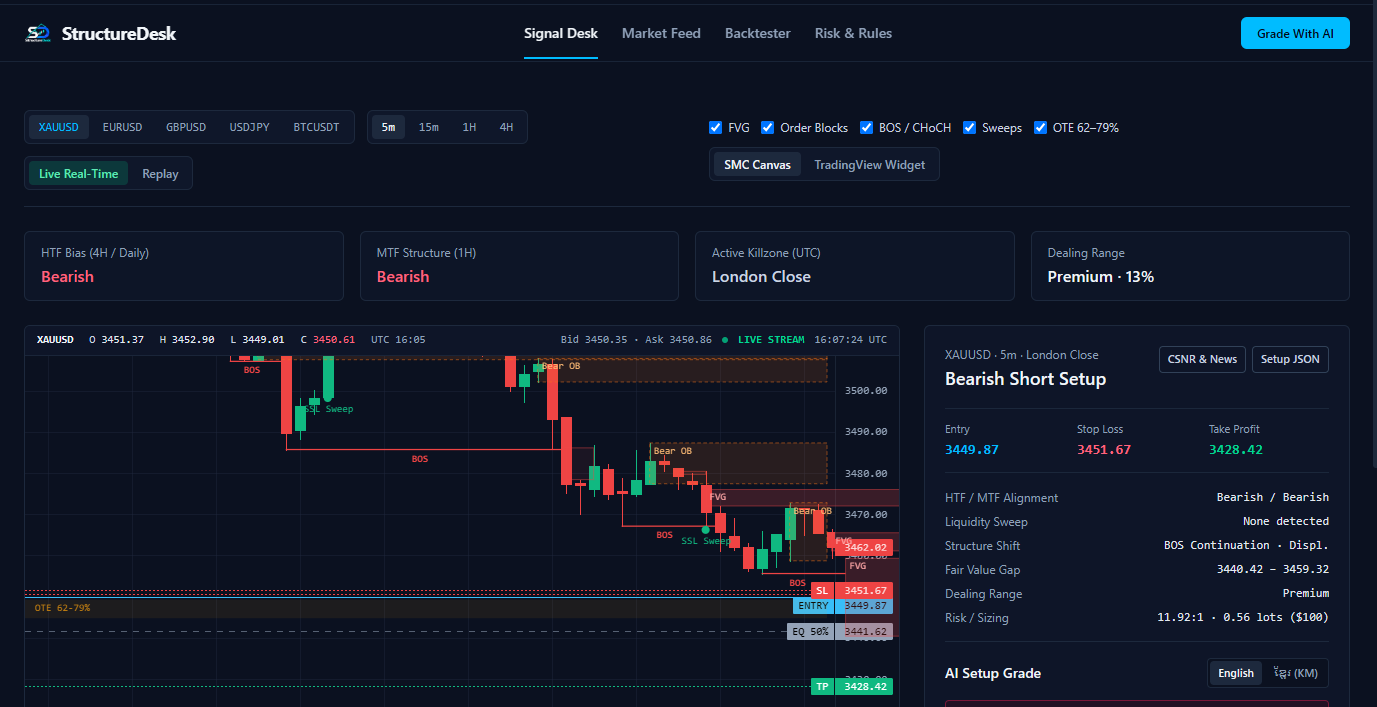 StructureDesk
Signal Desk
Market Feed
Backtester
Risk & Rules
Grade With AI
XAUUSD EURUSD GBPUSD USDJPY BTCUSDT
5m 15m 1H 4H
FVG Order Blocks BOS / CHoCH Sweeps OTE 62–79%
Live Real-Time Replay
SMC Canvas TradingView Widget
HTF Bias (4H / Daily)
Bearish
MTF Structure (1H)
Bearish
Active Killzone (UTC)
London Close
Dealing Range
Premium · 13%
XAUUSD O 3451.37 H 3452.90 L 3449.01 C 3450.61 UTC 16:05 Bid 3450.35 · Ask 3450.86 LIVE STREAM 16:07:24 UTC
Bear OB
BOS
3500.00
SSL Sweep
3490.00
Bear OB
BOS
3480.00
FVG
3470.00
Bear OB
BOS
SSL Sweep
FVG
3462.02
FVG
BOS
SL 3451.67
OTE 62-79%
ENTRY 3449.87
EQ 50% 3441.62
TP 3428.42
XAUUSD · 5m · London Close
Bearish Short Setup
CSNR & News
Setup JSON
Entry
3449.87
Stop Loss
3451.67
Take Profit
3428.42
HTF / MTF Alignment Bearish / Bearish
Liquidity Sweep None detected
Structure Shift BOS Continuation · Displ.
Fair Value Gap 3440.42 – 3459.32
Dealing Range Premium
Risk / Sizing 11.92:1 · 0.56 lots ($100)
AI Setup Grade
English ខ្មែរ (KM)